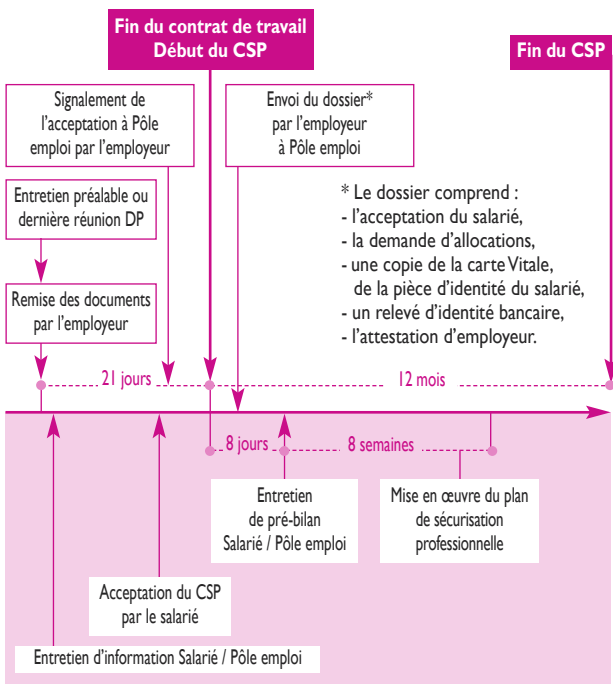 Fin du contrat de travail
Début du CSP
Fin du CSP
Signalement de
l'acceptation à Pôle
emploi par l'employeur
Envoi du dossier*
par l'employeur
à Pôle emploi
Entretien préalable ou
dernière réunion DP
Remise des documents
par l'employeur
* Le dossier comprend :
- l'acceptation du salarié,
- la demande d'allocations,
- une copie de la carte Vitale,
de la pièce d'identité du salarié,
- un relevé d'identité bancaire,
- l'attestation d'employeur.
21 jours
12 mois
8 jours
8 semaines
Entretien
de pré-bilan
Salarié / Pôle emploi
Mise en œuvre du plan
de sécurisation
professionnelle
Acceptation du CSP
par le salarié
Entretien d'information Salarié / Pôle emploi